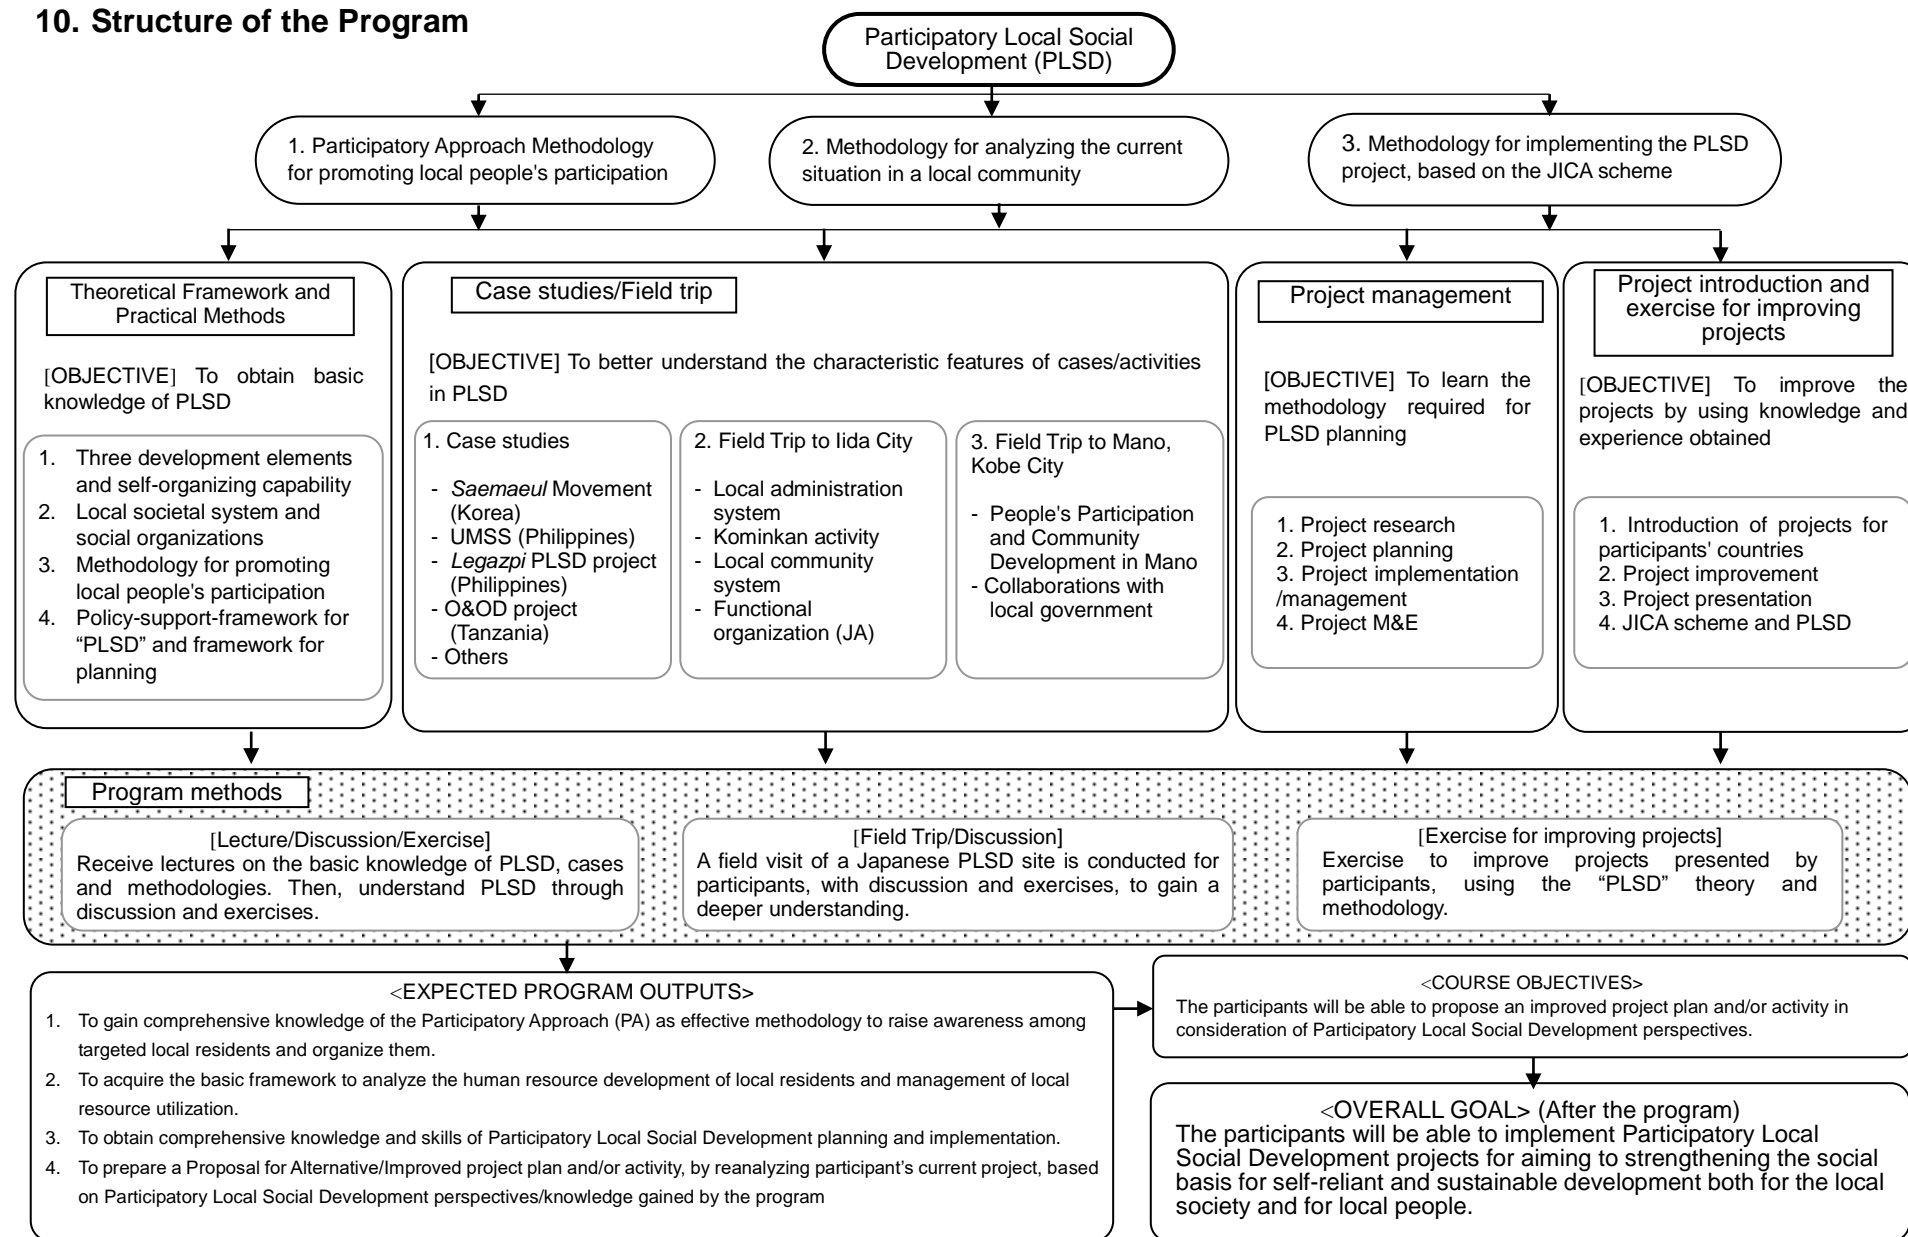 10. Structure of the Program
Participatory Local Social
Development (PLSD)
1. Participatory Approach Methodology
for promoting local people's participation
2. Methodology for analyzing the current
situation in a local community
3. Methodology for implementing the PLSD
project, based on the JICA scheme
Theoretical Framework and
Practical Methods
[OBJECTIVE] To obtain basic
knowledge of PLSD
1. Three development elements
and self-organizing capability
2. Local societal system and
social organizations
3. Methodology for promoting
local people's participation
4. Policy-support-framework for
“PLSD” and framework for
planning
Case studies/Field trip
[OBJECTIVE] To better understand the characteristic features of cases/activities
in PLSD
1. Case studies
- Saemaeul Movement
(Korea)
- UMSS (Philippines)
- Legazpi PLSD project
(Philippines)
- O&OD project
(Tanzania)
- Others
2. Field Trip to Iida City
- Local administration
system
- Kominkan activity
- Local community
system
- Functional
organization (JA)
3. Field Trip to Mano,
Kobe City
- People's Participation
and Community
Development in Mano
- Collaborations with
local government
Project management
[OBJECTIVE] To learn the
methodology required for
PLSD planning
1. Project research
2. Project planning
3. Project implementation
/management
4. Project M&E
Project introduction and
exercise for improving
projects
[OBJECTIVE] To improve the
projects by using knowledge and
experience obtained
1. Introduction of projects for
participants' countries
2. Project improvement
3. Project presentation
4. JICA scheme and PLSD
Program methods
[Lecture/Discussion/Exercise]
Receive lectures on the basic knowledge of PLSD, cases
and methodologies. Then, understand PLSD through
discussion and exercises.
[Field Trip/Discussion]
A field visit of a Japanese PLSD site is conducted for
participants, with discussion and exercises, to gain a
deeper understanding.
[Exercise for improving projects]
Exercise to improve projects presented by
participants, using the “PLSD” theory and
methodology.
<EXPECTED PROGRAM OUTPUTS>
1. To gain comprehensive knowledge of the Participatory Approach (PA) as effective methodology to raise awareness among
targeted local residents and organize them.
2. To acquire the basic framework to analyze the human resource development of local residents and management of local
resource utilization.
3. To obtain comprehensive knowledge and skills of Participatory Local Social Development planning and implementation.
4. To prepare a Proposal for Alternative/Improved project plan and/or activity, by reanalyzing participant's current project, based
on Participatory Local Social Development perspectives/knowledge gained by the program
<COURSE OBJECTIVES>
The participants will be able to propose an improved project plan and/or activity in
consideration of Participatory Local Social Development perspectives.
<OVERALL GOAL> (After the program)
The participants will be able to implement Participatory Local
Social Development projects for aiming to strengthening the social
basis for self-reliant and sustainable development both for the local
society and for local people.